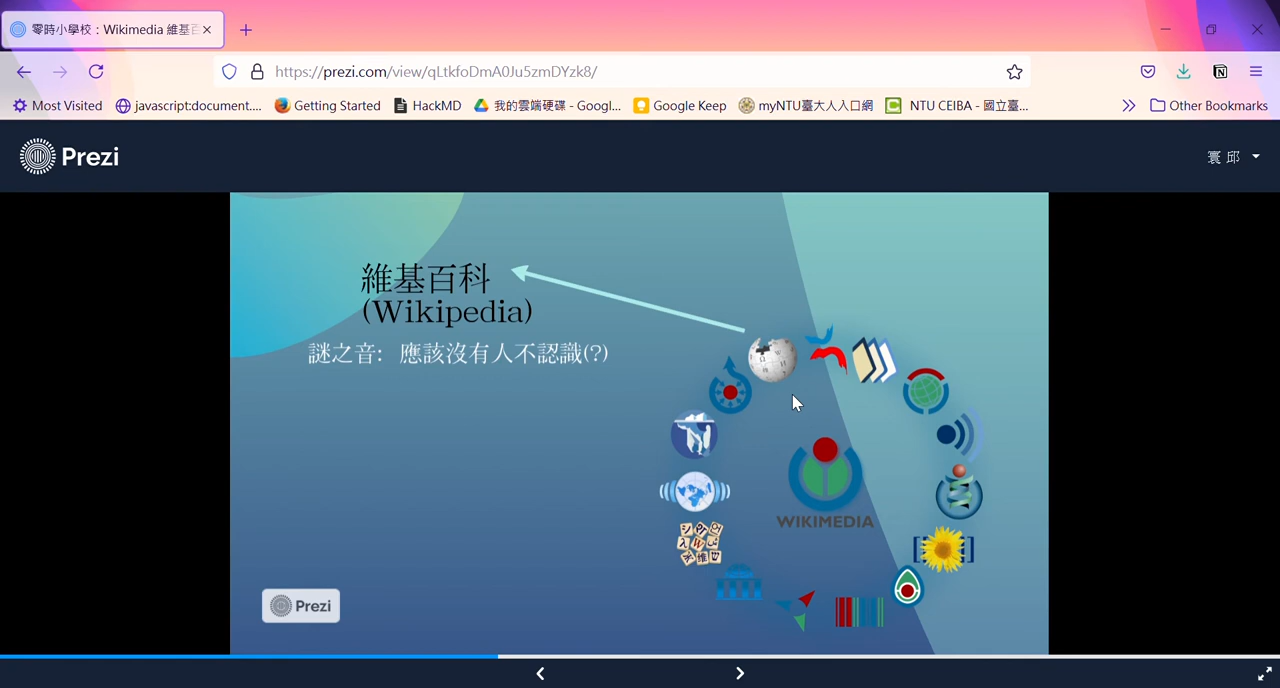 零時小學校：Wikimedia 維基百
https://prezi.com/view/qLtkfoDmA0Ju5zmDYzk8/
Most Visited
javascript:document....
Getting Started
HackMD
我的雲端硬碟 - Googl...
Google Keep
myNTU臺大人入口網
NTU CEIBA - 國立臺...
Other Bookmarks
Prezi
寰 邱
維基百科
(Wikipedia)
謎之音: 應該沒有人不認識(?)
WIKIMEDIA
Prezi